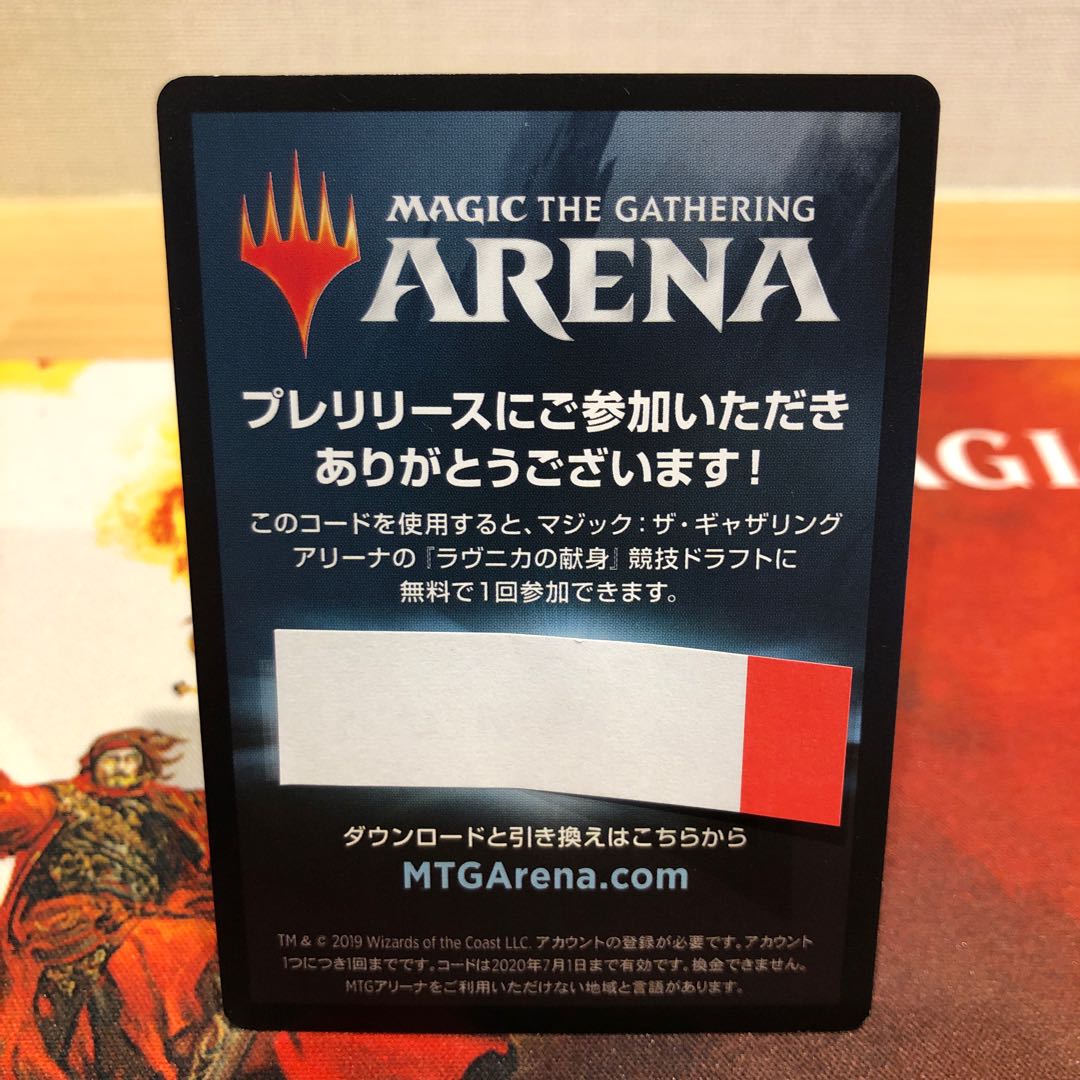 MAGIC THE GATHERING
ARENA
プレリリースにご参加いただき
ありがとうございます!
このコードを使用すると、マジック:ザ・ギャザリング
アリーナの『ラヴニカの献身』競技ドラフトに
無料で1回参加できます。
ダウンロードと引き換えはこちらから
MTGArena.com
TM & © 2019 Wizards of the Coast LLC. アカウントの登録が必要です。アカウント
1つにつき1回までです。コードは2020年7月1日まで有効です。換金できません。
MTGアリーナをご利用いただけない地域と言語があります。
AGI